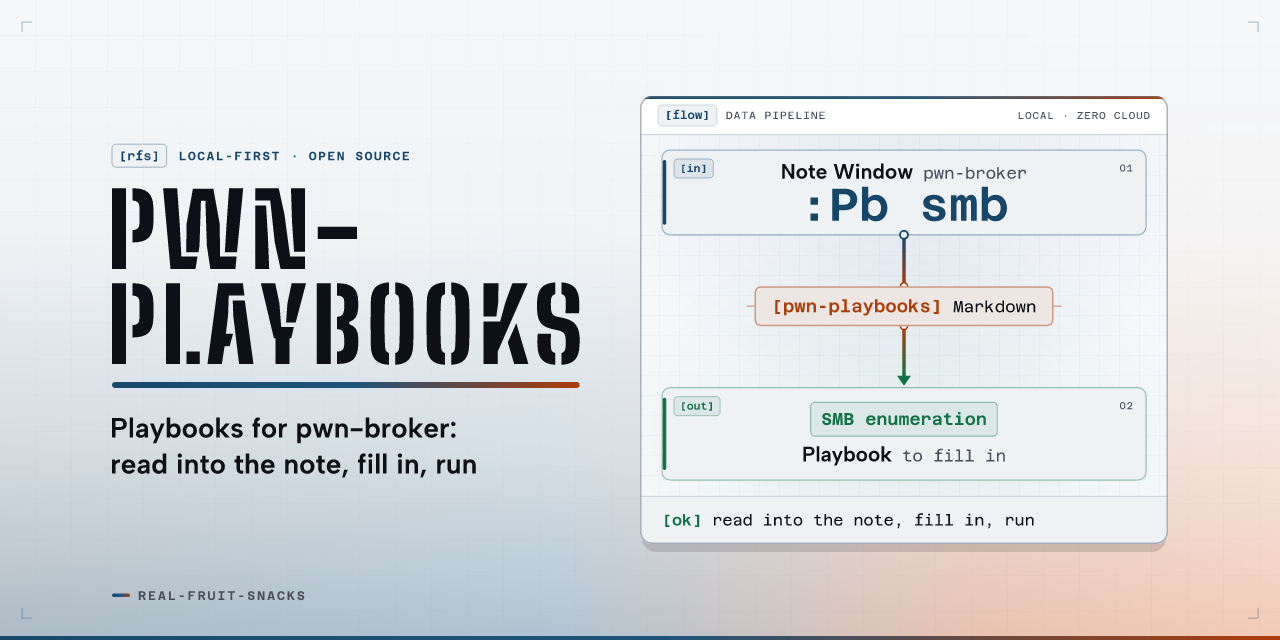 [rfs] LOCAL-FIRST · OPEN SOURCE
PWN-
PLAYBOOKS
Playbooks for pwn-broker:
read into the note, fill in, run
REAL-FRUIT-SNACKS
[flow] DATA PIPELINE LOCAL · ZERO CLOUD
[in] Note Window pwn-broker 01
:Pb smb
[pwn-playbooks] Markdown
[out] SMB enumeration 02
Playbook to fill in
[ok] read into the note, fill in, run